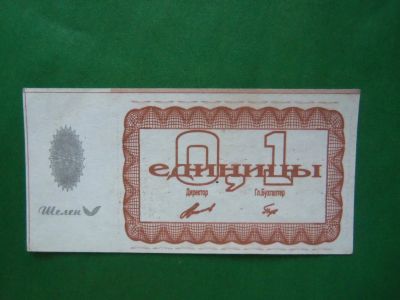 0,1
единицы
Директор Гл.Бухгалтер
Шелен